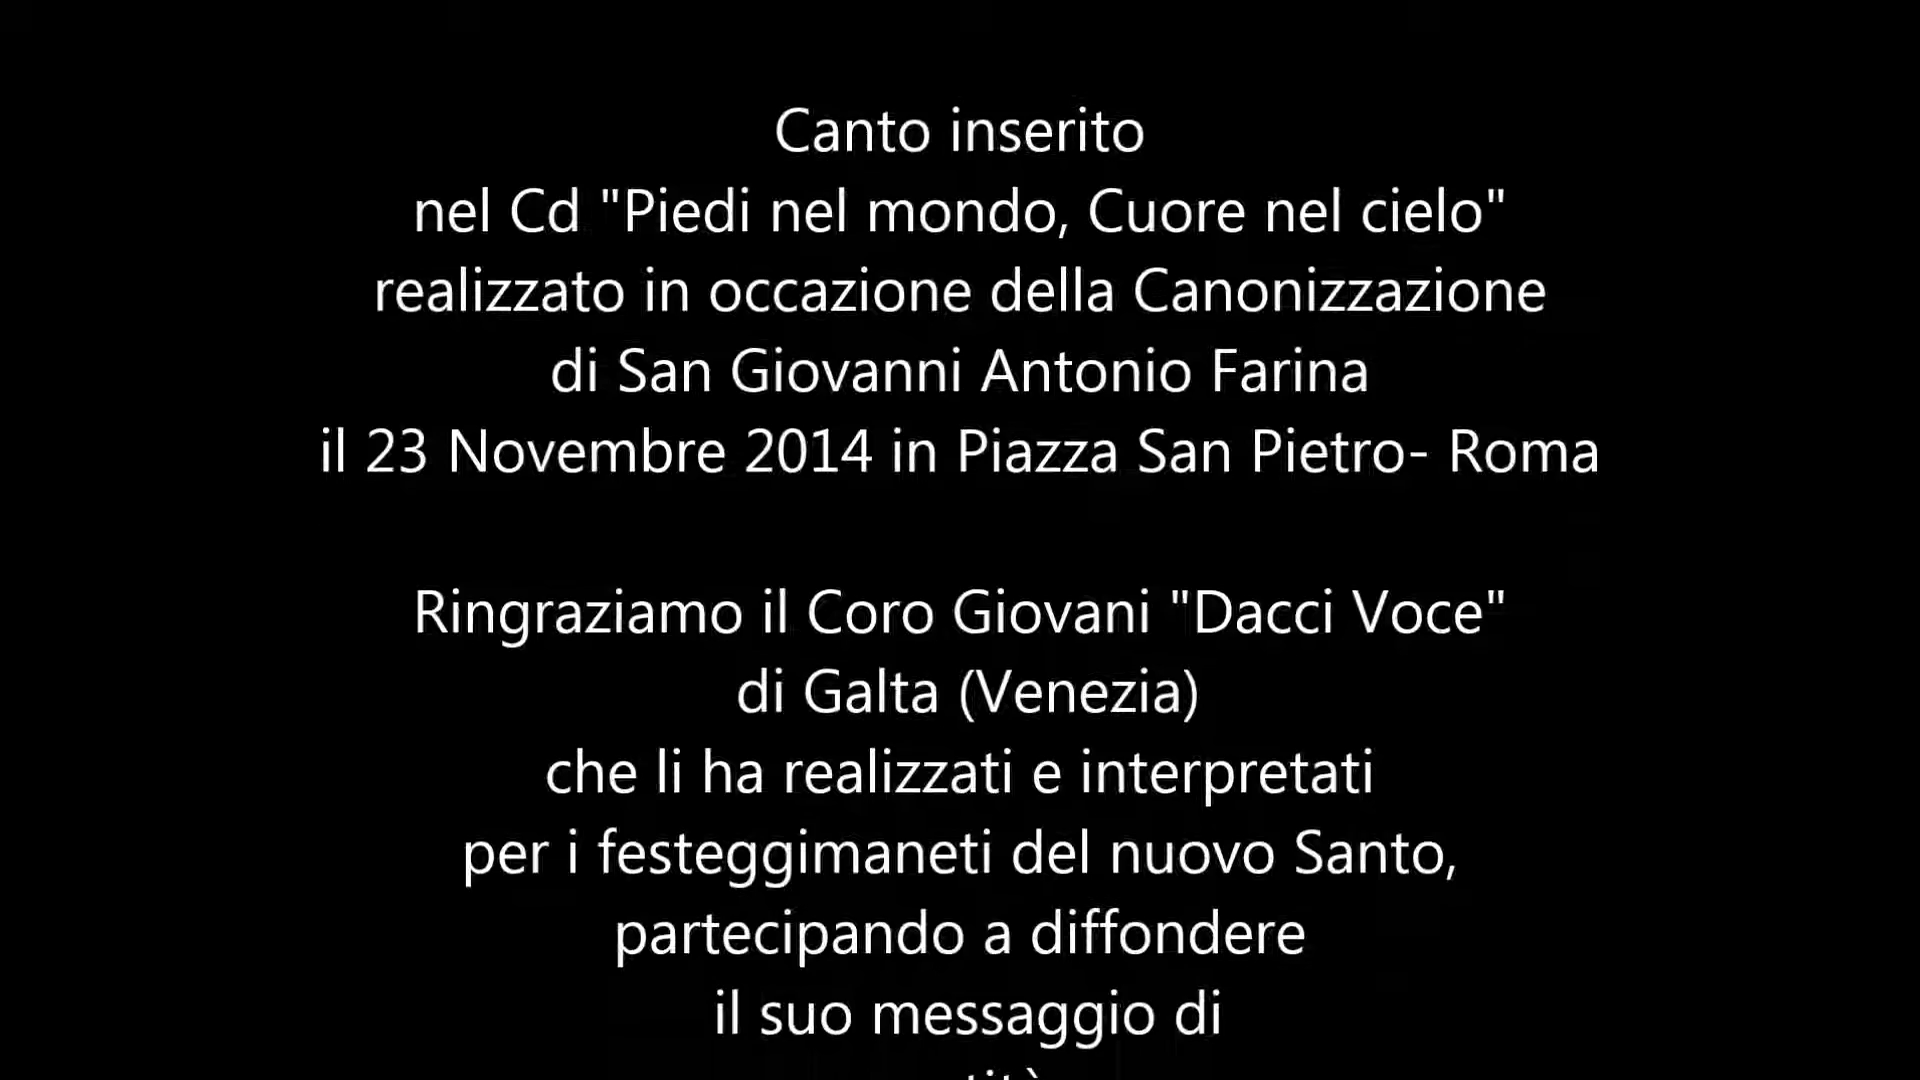 Canto inserito
nel Cd "Piedi nel mondo, Cuore nel cielo"
realizzato in occazione della Canonizzazione
di San Giovanni Antonio Farina
il 23 Novembre 2014 in Piazza San Pietro- Roma
Ringraziamo il Coro Giovani "Dacci Voce"
di Galta (Venezia)
che li ha realizzati e interpretati
per i festeggimaneti del nuovo Santo,
partecipando a diffondere
il suo messaggio di